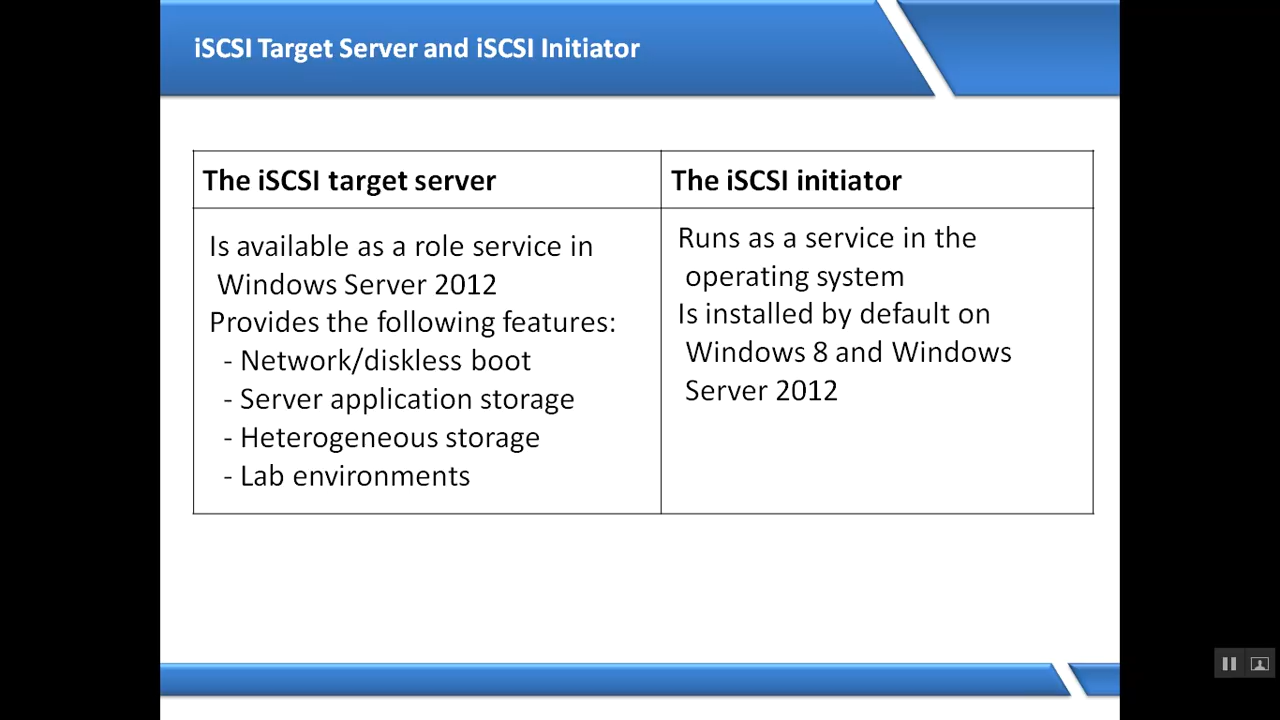 iSCSI Target Server and iSCSI Initiator
The iSCSI target server
Is available as a role service in
Windows Server 2012
Provides the following features:
- Network/diskless boot
- Server application storage
- Heterogeneous storage
- Lab environments
The iSCSI initiator
Runs as a service in the
operating system
Is installed by default on
Windows 8 and Windows
Server 2012